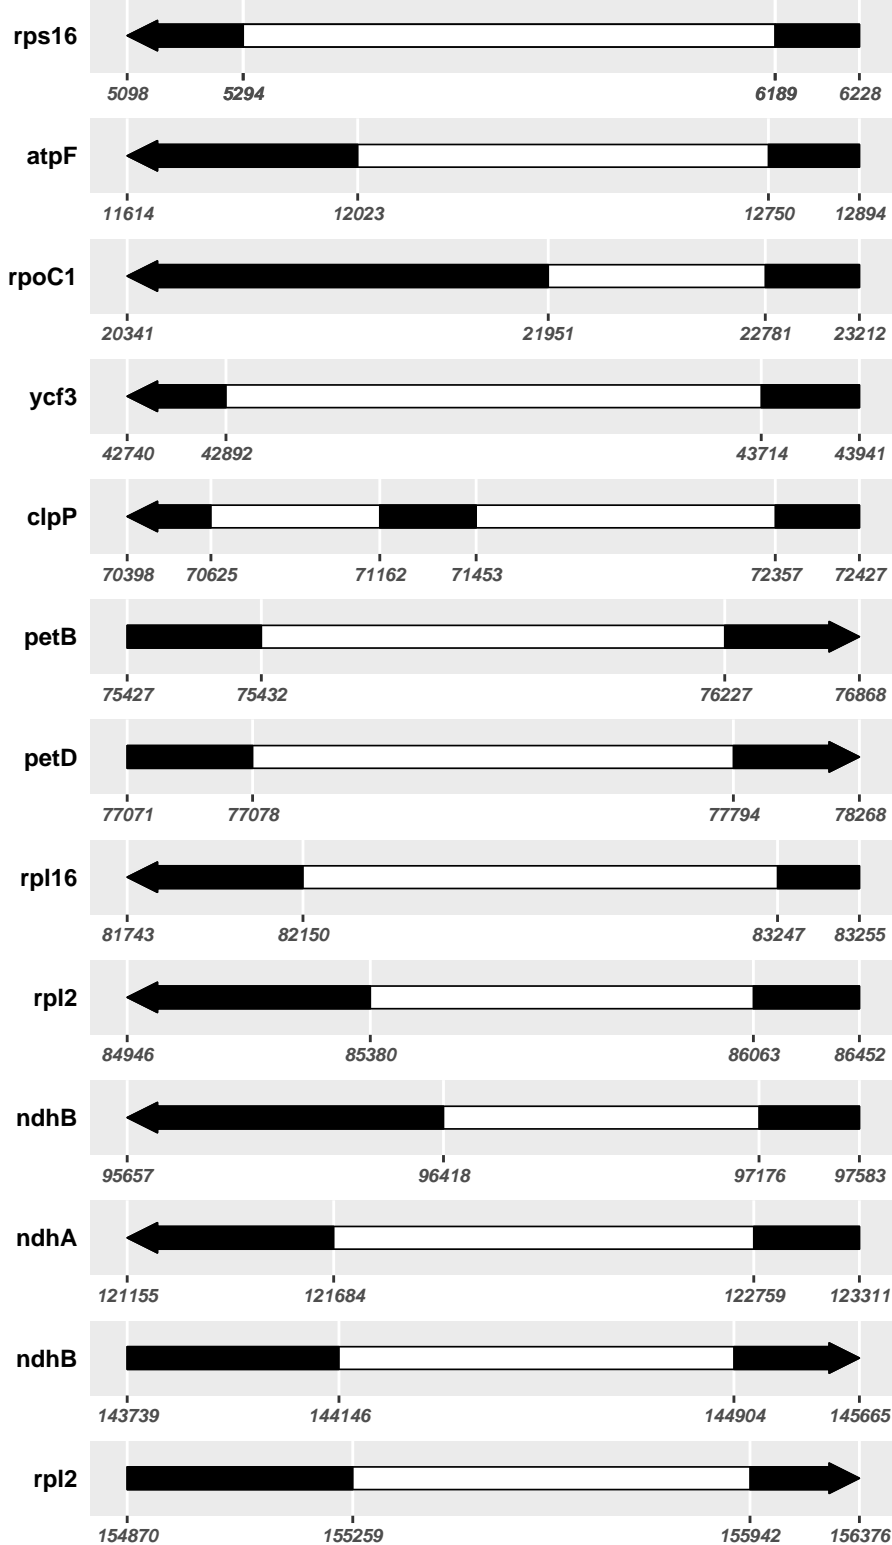 rps16
5098 5294 6189 6228
atpF
11614 12023 12750 12894
rpoC1
20341 21951 22781 23212
ycf3
42740 42892 43714 43941
clpP
70398 70625 71162 71453 72357 72427
petB
75427 75432 76227 76868
petD
77071 77078 77794 78268
rpl16
81743 82150 83247 83255
rpl2
84946 85380 86063 86452
ndhB
95657 96418 97176 97583
ndhA
121155 121684 122759 123311
ndhB
143739 144146 144904 145665
rpl2
154870 155259 155942 156376